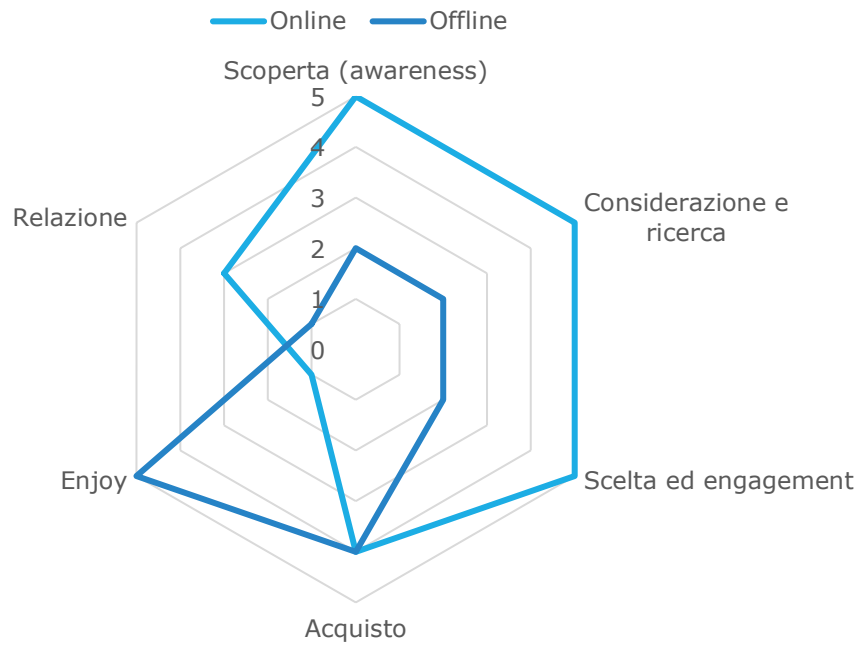 Online Offline
Scoperta (awareness)
5
4
3
2
1
0
Considerazione e
ricerca
Relazione
Enjoy
Scelta ed engagement
Acquisto